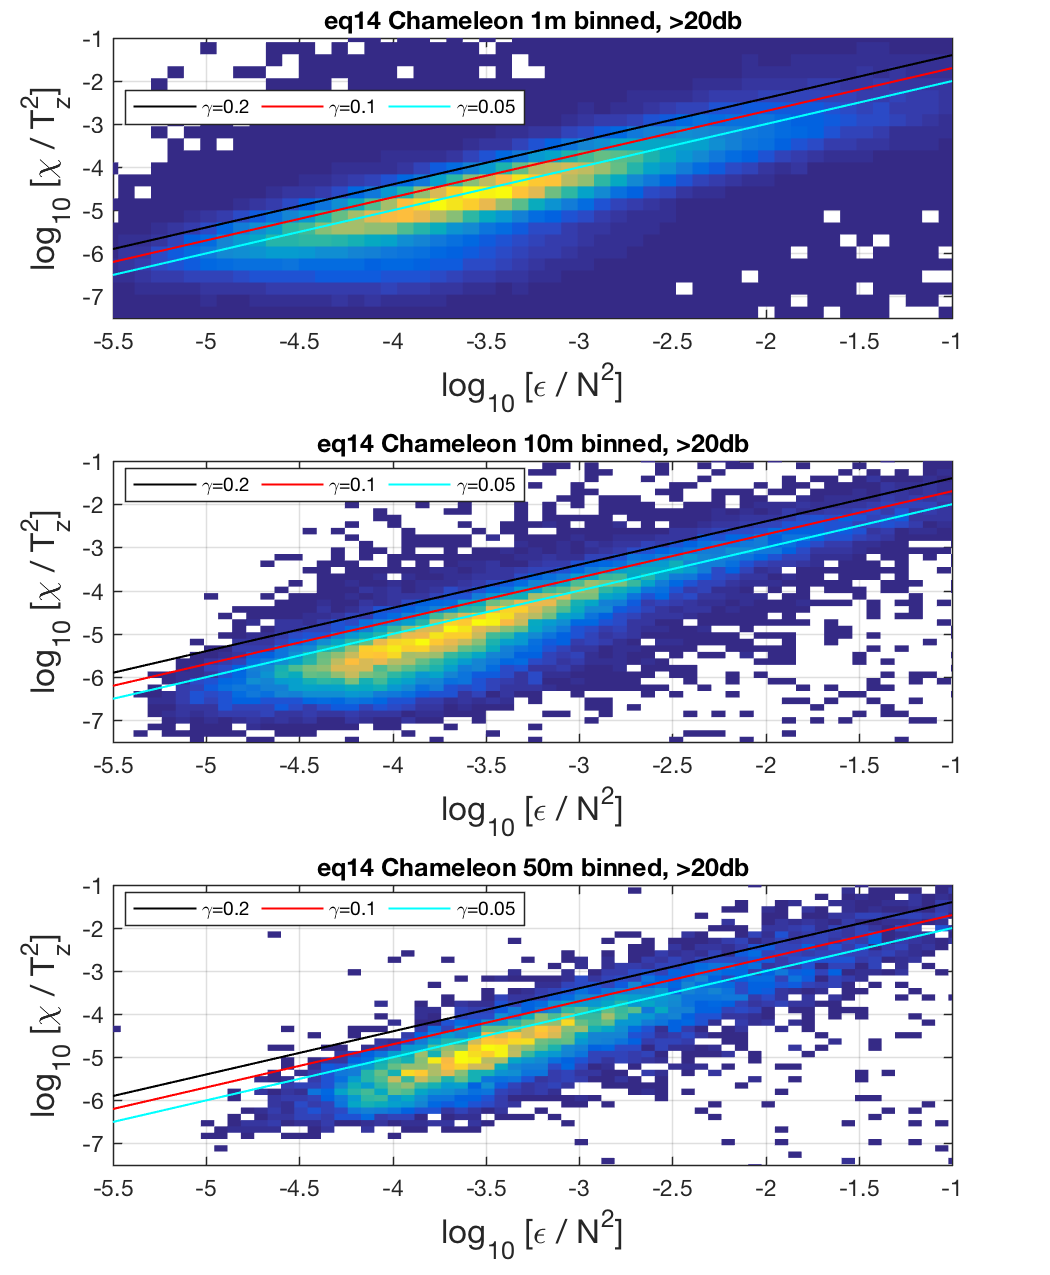 eq14 Chameleon 1m binned, >20db
-1
-2
-3
-4
-5
-6
-7
log10 [χ / T²z]
γ=0.2 γ=0.1 γ=0.05
-5.5 -5 -4.5 -4 -3.5 -3 -2.5 -2 -1.5 -1
log10 [ϵ / N²]
eq14 Chameleon 10m binned, >20db
-1
-2
-3
-4
-5
-6
-7
log10 [χ / T²z]
γ=0.2 γ=0.1 γ=0.05
-5.5 -5 -4.5 -4 -3.5 -3 -2.5 -2 -1.5 -1
log10 [ϵ / N²]
eq14 Chameleon 50m binned, >20db
-1
-2
-3
-4
-5
-6
-7
log10 [χ / T²z]
γ=0.2 γ=0.1 γ=0.05
-5.5 -5 -4.5 -4 -3.5 -3 -2.5 -2 -1.5 -1
log10 [ϵ / N²]